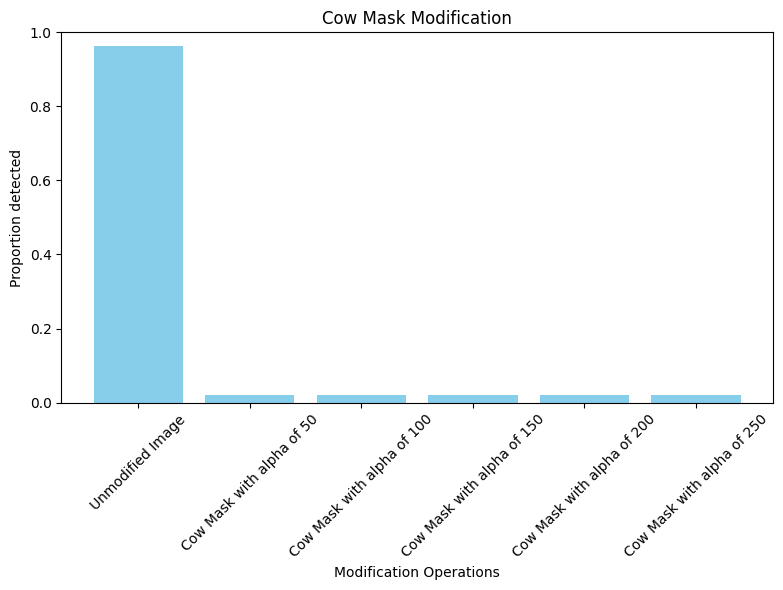 Cow Mask Modification
Proportion detected
1.0
0.8
0.6
0.4
0.2
0.0
Unmodified Image
Cow Mask with alpha of 50
Cow Mask with alpha of 100
Cow Mask with alpha of 150
Cow Mask with alpha of 200
Cow Mask with alpha of 250
Modification Operations